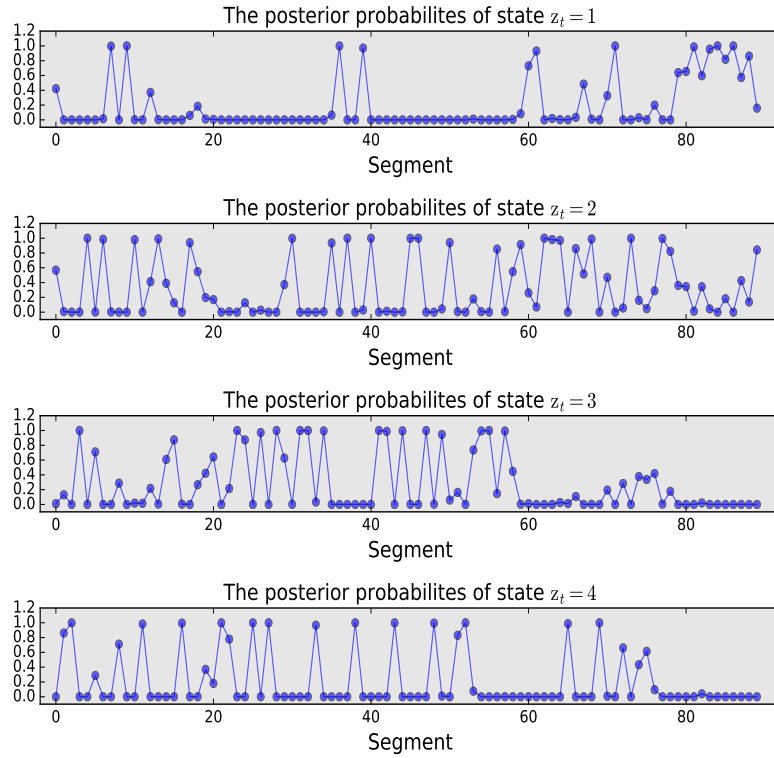 The posterior probabilites of state z_t = 1
1.2
1.0
0.8
0.6
0.4
0.2
0.0
0 20 40 60 80
Segment
The posterior probabilites of state z_t = 2
1.2
1.0
0.8
0.6
0.4
0.2
0.0
0 20 40 60 80
Segment
The posterior probabilites of state z_t = 3
1.2
1.0
0.8
0.6
0.4
0.2
0.0
0 20 40 60 80
Segment
The posterior probabilites of state z_t = 4
1.2
1.0
0.8
0.6
0.4
0.2
0.0
0 20 40 60 80
Segment